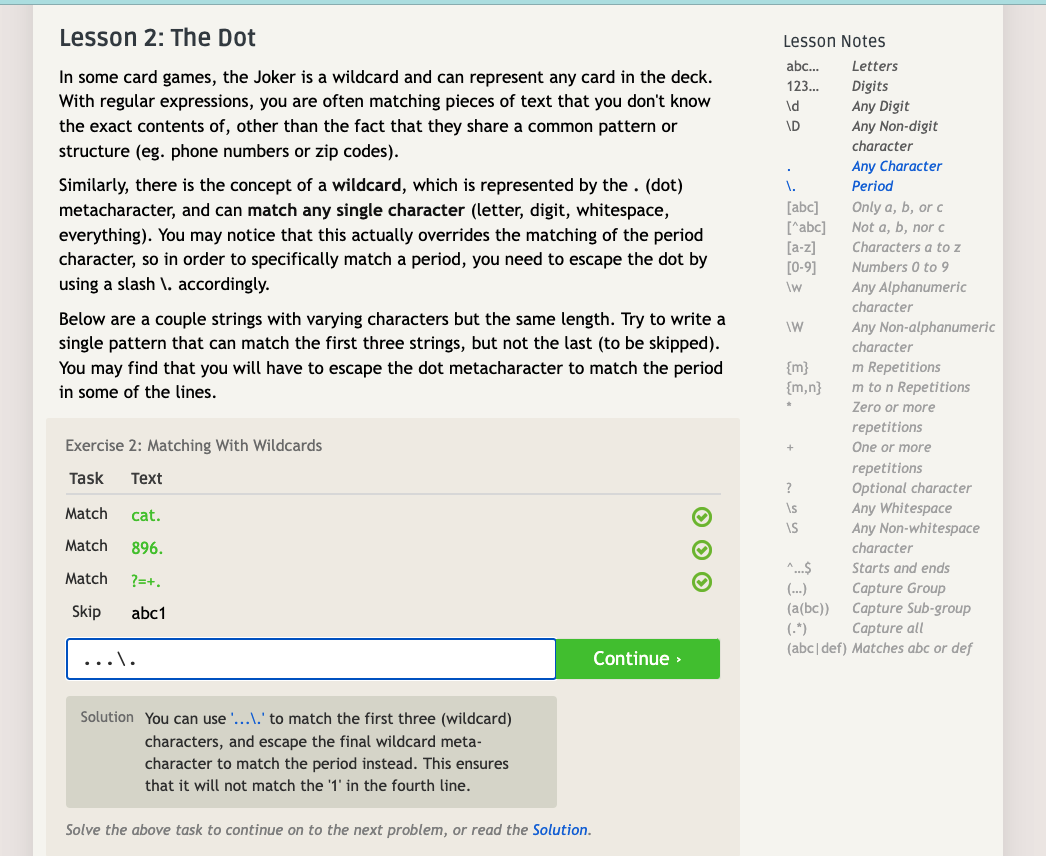 Lesson 2: The Dot
In some card games, the Joker is a wildcard and can represent any card in the deck.
With regular expressions, you are often matching pieces of text that you don't know
the exact contents of, other than the fact that they share a common pattern or
structure (eg. phone numbers or zip codes).
Similarly, there is the concept of a wildcard, which is represented by the . (dot)
metacharacter, and can match any single character (letter, digit, whitespace,
everything). You may notice that this actually overrides the matching of the period
character, so in order to specifically match a period, you need to escape the dot by
using a slash \. accordingly.
Below are a couple strings with varying characters but the same length. Try to write a
single pattern that can match the first three strings, but not the last (to be skipped).
You may find that you will have to escape the dot metacharacter to match the period
in some of the lines.
Exercise 2: Matching With Wildcards
Task Text
Match cat.
Match 896.
Match ?=+.
Skip abc1
...\.
Continue ›
Solution You can use '...\.' to match the first three (wildcard)
characters, and escape the final wildcard meta-
character to match the period instead. This ensures
that it will not match the '1' in the fourth line.
Solve the above task to continue on to the next problem, or read the Solution.
Lesson Notes
abc… Letters
123… Digits
\d Any Digit
\D Any Non-digit
character
. Any Character
\. Period
[abc] Only a, b, or c
[^abc] Not a, b, nor c
[a-z] Characters a to z
[0-9] Numbers 0 to 9
\w Any Alphanumeric
character
\W Any Non-alphanumeric
character
{m} m Repetitions
{m,n} m to n Repetitions
* Zero or more
repetitions
+ One or more
repetitions
? Optional character
\s Any Whitespace
\S Any Non-whitespace
character
^…$ Starts and ends
(…) Capture Group
(a(bc)) Capture Sub-group
(.*) Capture all
(abc|def) Matches abc or def